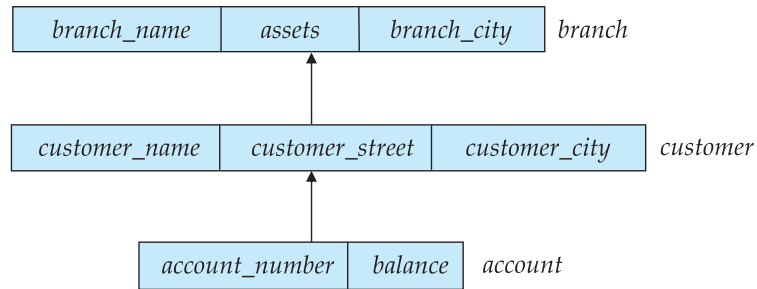 branch_name assets branch_city branch
customer_name customer_street customer_city customer
account_number balance account